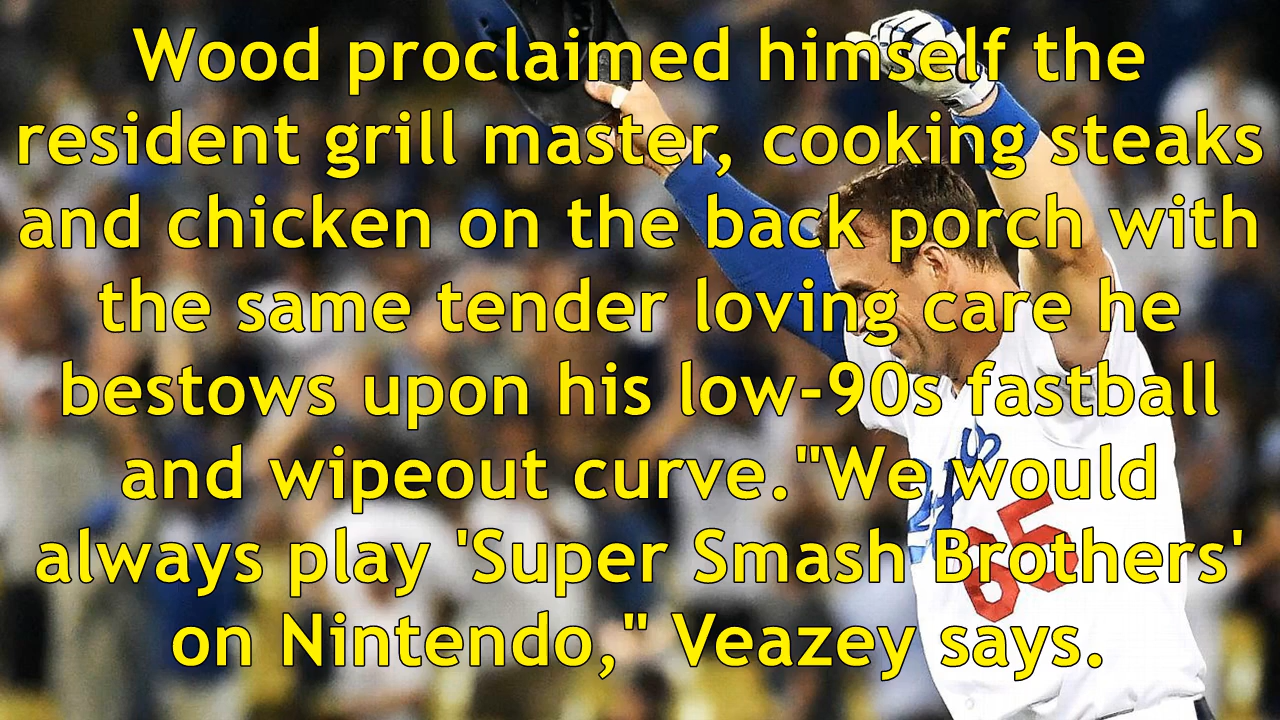 Wood proclaimed himself the
resident grill master, cooking steaks
and chicken on the back porch with
the same tender loving care he
bestows upon his low-90s fastball
and wipeout curve."We would
always play 'Super Smash Brothers'
on Nintendo," Veazey says.
65